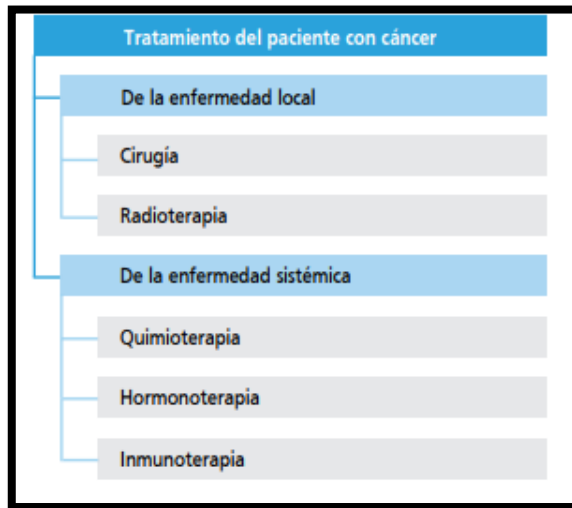 Tratamiento del paciente con cáncer
De la enfermedad local
Cirugía
Radioterapia
De la enfermedad sistémica
Quimioterapia
Hormonoterapia
Inmunoterapia